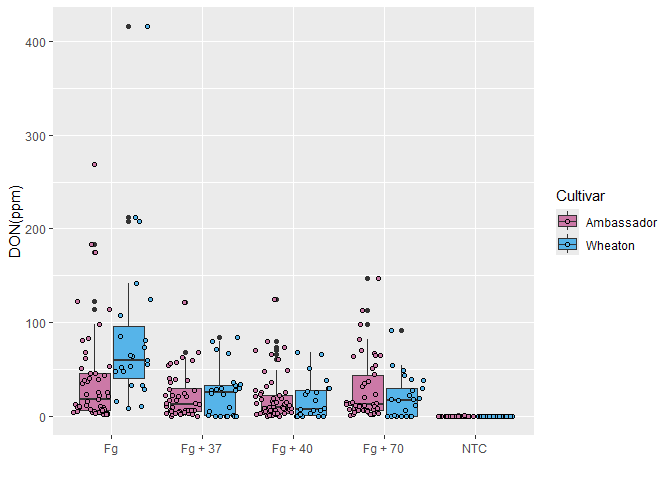 400
300
200
100
0
DON(ppm)
Fg
Fg + 37
Fg + 40
Fg + 70
NTC
Cultivar
Ambassador
Wheaton